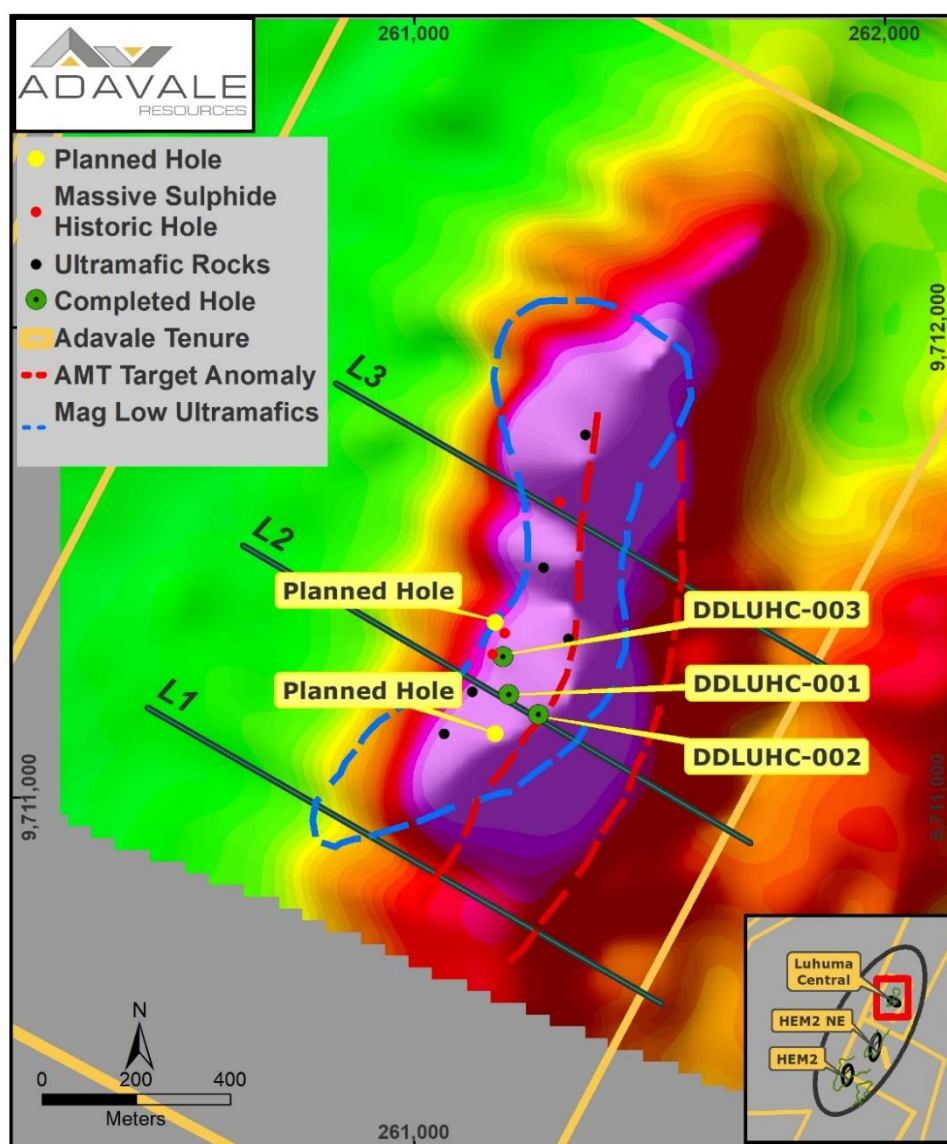 261,000
262,000
ADAVALE
RESOURCES
Planned Hole
Massive Sulphide
Historic Hole
Ultramafic Rocks
Completed Hole
Adavale Tenure
AMT Target Anomaly
Mag Low Ultramafics
9,712,000
L3
L2
Planned Hole
DDLUHC-003
L1
Planned Hole
DDLUHC-001
DDLUHC-002
9,711,000
9,711,000
Luhuma
Central
HEM2 NE
HEM2
N
0 200 400
Meters
261,000